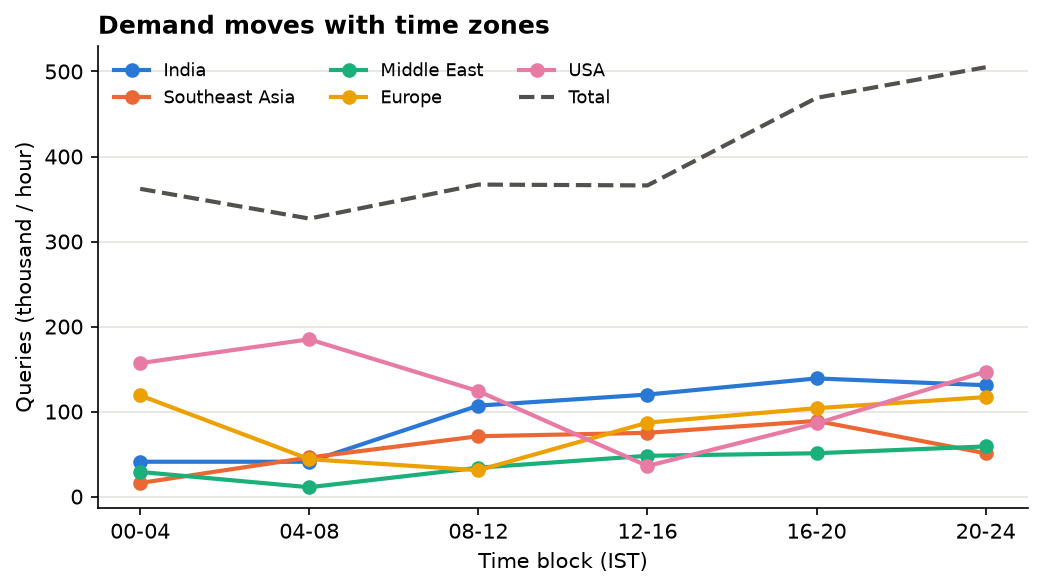 Demand moves with time zones
India
Southeast Asia
Middle East
Europe
USA
Total
Queries (thousand / hour)
500
400
300
200
100
0
00-04 04-08 08-12 12-16 16-20 20-24
Time block (IST)